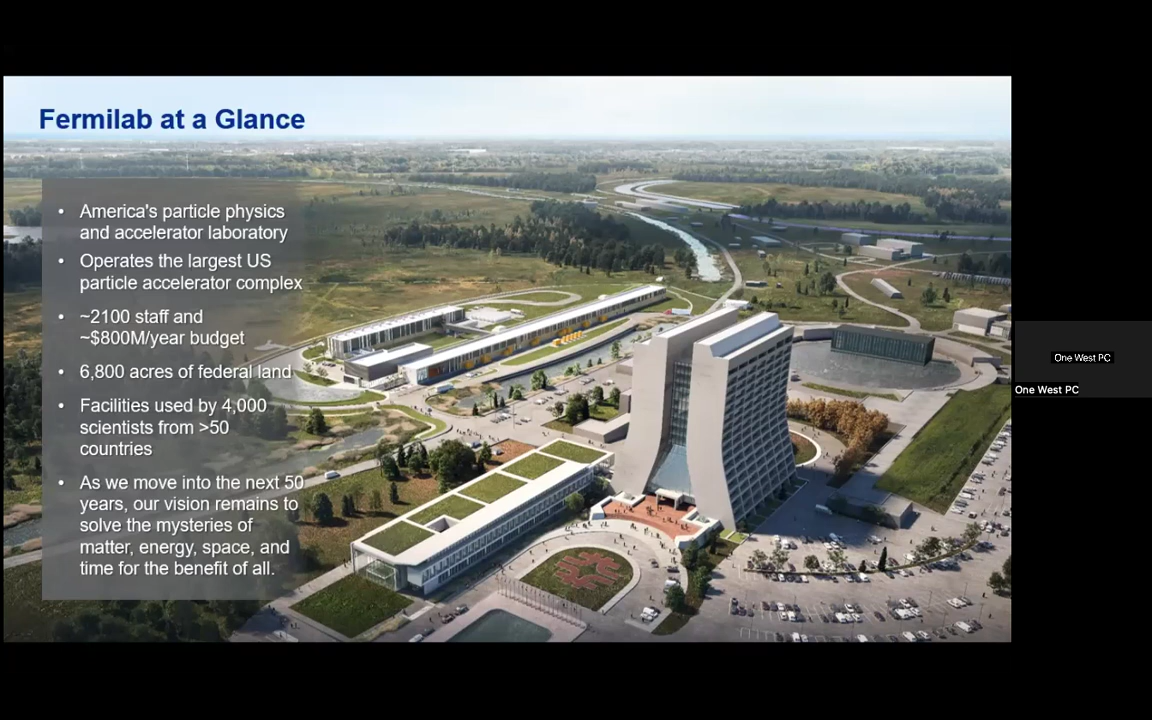 Fermilab at a Glance
• America's particle physics
and accelerator laboratory
• Operates the largest US
particle accelerator complex
• ~2100 staff and
~$800M/year budget
• 6,800 acres of federal land
• Facilities used by 4,000
scientists from >50
countries
• As we move into the next 50
years, our vision remains to
solve the mysteries of
matter, energy, space, and
time for the benefit of all.
One West PC
One West PC